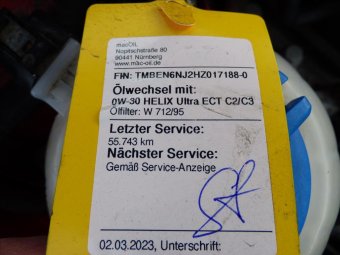 macOIL
Nopitschstraße 80
90441 Nürnberg
www.mac-oil.de
FIN: TMBEN6NJ2HZ017188-0
Ölwechsel mit:
0W-30 HELIX Ultra ECT C2/C3
Ölfilter: W 712/95
Letzter Service:
55.743 km
Nächster Service:
Gemäß Service-Anzeige
02.03.2023, Unterschrift: